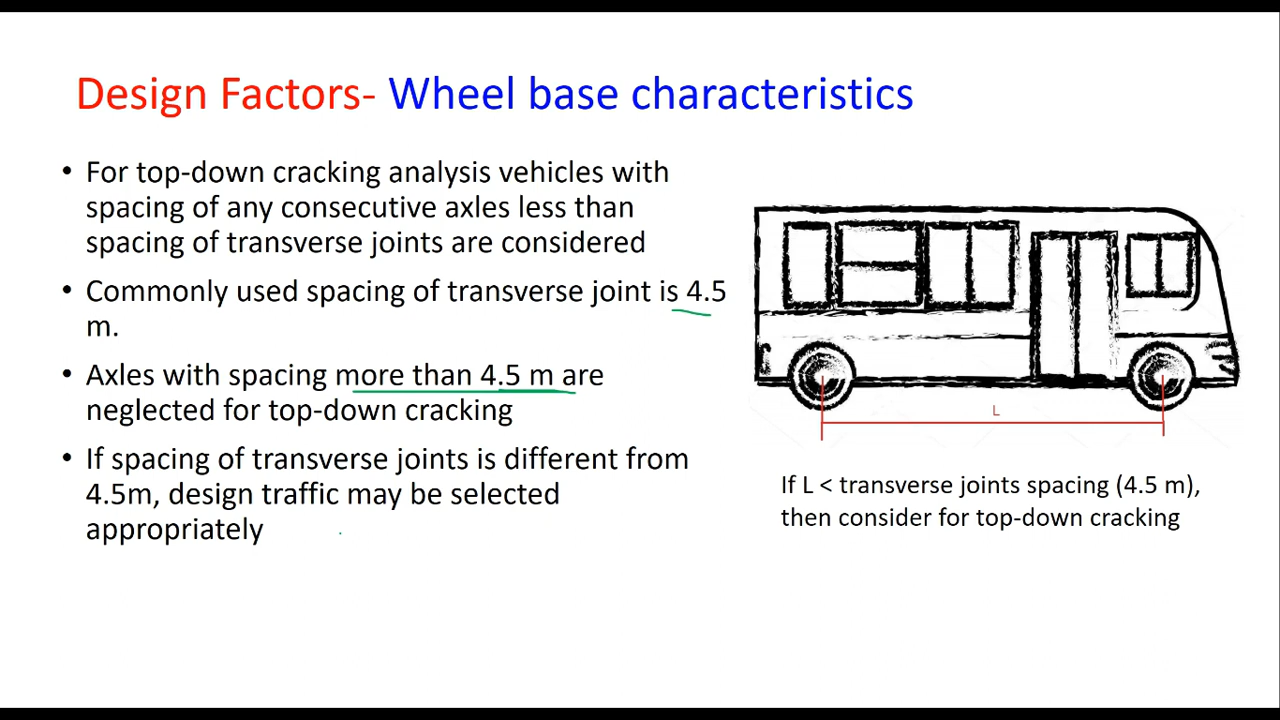 Design Factors- Wheel base characteristics
• For top-down cracking analysis vehicles with
spacing of any consecutive axles less than
spacing of transverse joints are considered
• Commonly used spacing of transverse joint is 4.5
m.
• Axles with spacing more than 4.5 m are
neglected for top-down cracking
• If spacing of transverse joints is different from
4.5m, design traffic may be selected
appropriately
L
If L < transverse joints spacing (4.5 m),
then consider for top-down cracking